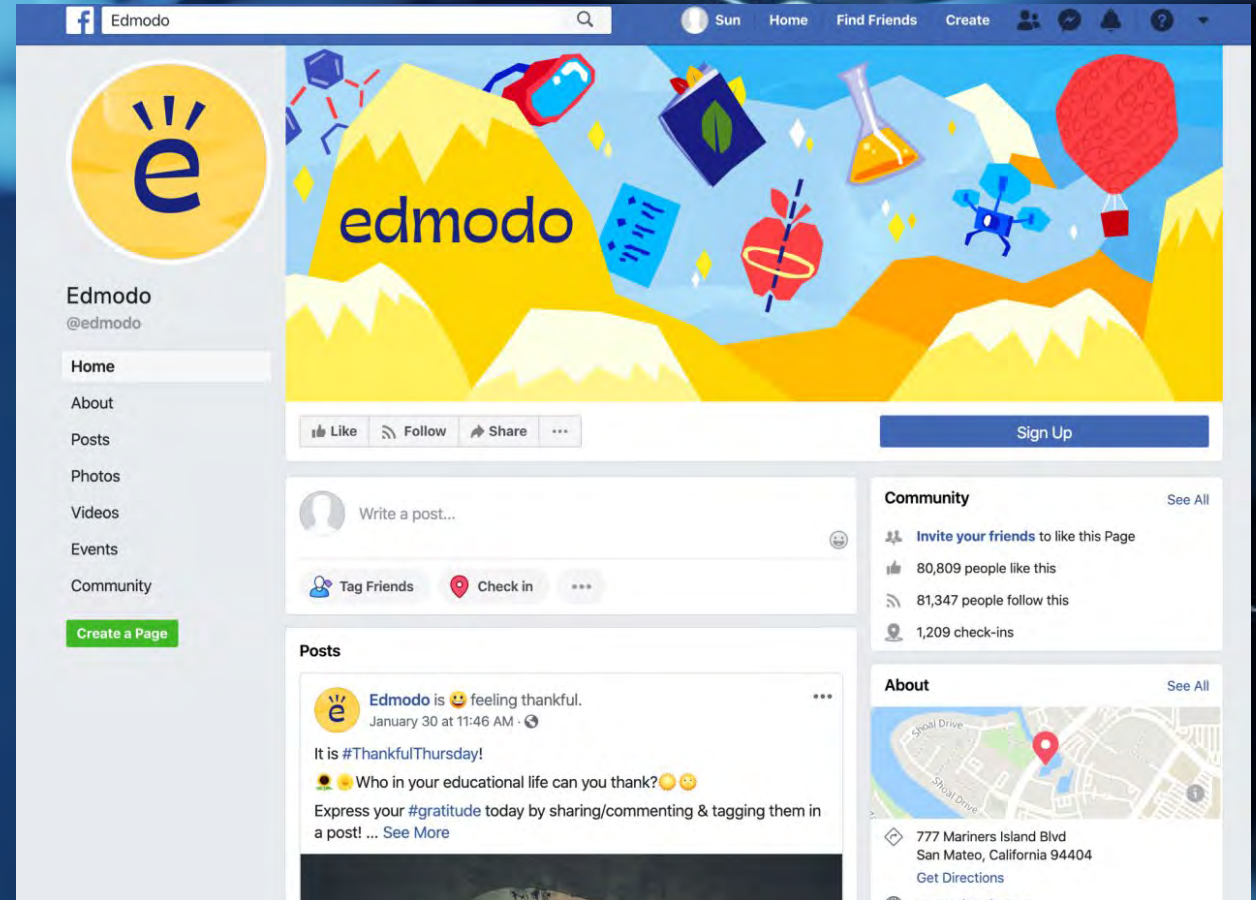 Edmodo
Sun Home Find Friends Create
edmodo
Edmodo
@edmodo
Home
About
Posts
Photos
Videos
Events
Community
Create a Page
Like Follow Share ...
Sign Up
Write a post...
Tag Friends Check in ...
Posts
Edmodo is 😀 feeling thankful.
January 30 at 11:46 AM ·
It is #ThankfulThursday!
🌻🌞Who in your educational life can you thank?
Express your #gratitude today by sharing/commenting & tagging them in
a post! ... See More
Community See All
Invite your friends to like this Page
80,809 people like this
81,347 people follow this
1,209 check-ins
About See All
Shoal Drive
Shoal Drive
777 Mariners Island Blvd
San Mateo, California 94404
Get Directions